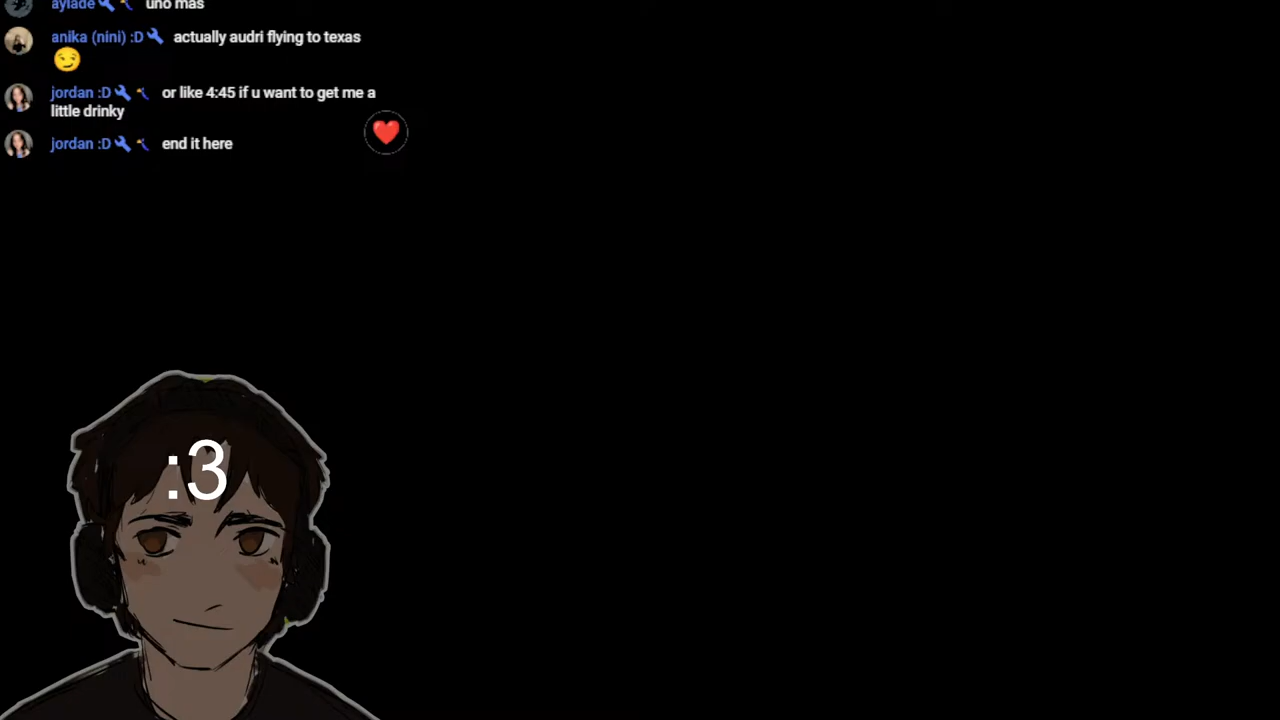 aylade uno mas
anika (nini) :D actually audri flying to texas
jordan :D or like 4:45 if u want to get me a
little drinky
jordan :D end it here
:3